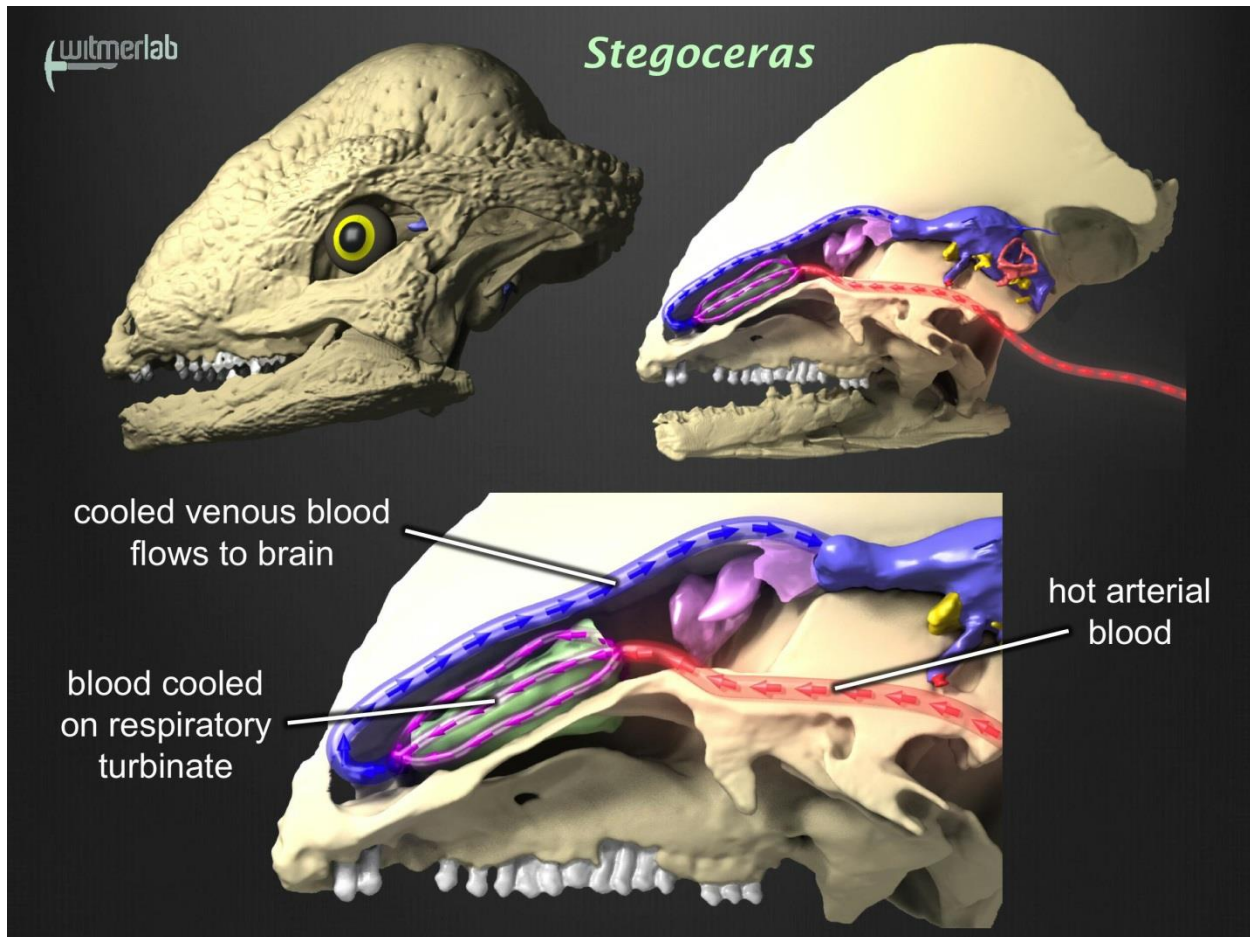 witmerlab
Stegoceras
cooled venous blood
flows to brain
hot arterial
blood
blood cooled
on respiratory
turbinate